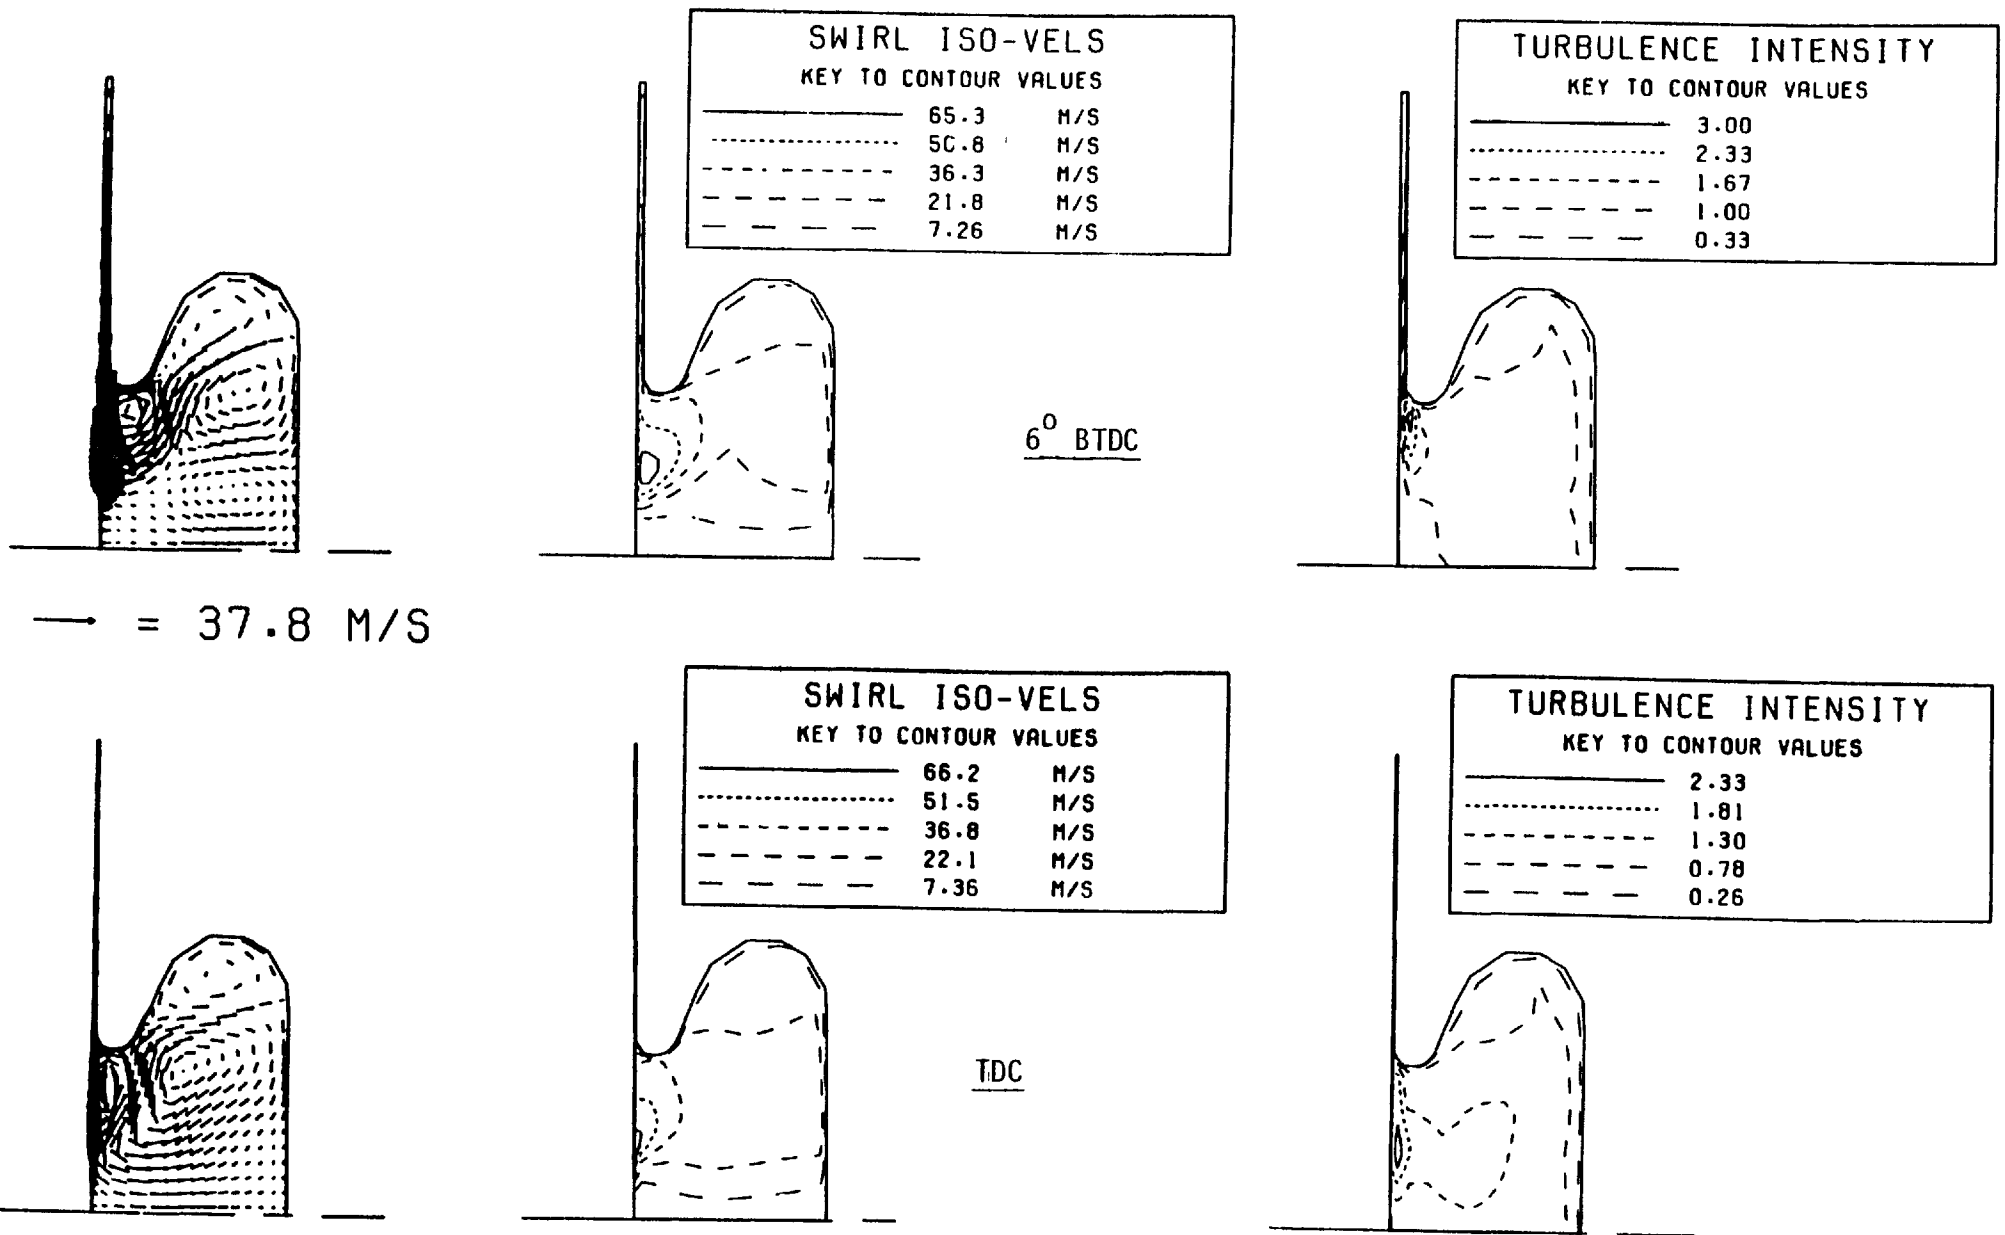 SWIRL ISO-VELS
KEY TO CONTOUR VALUES
65.3 M/S
5C.8 M/S
36.3 M/S
21.8 M/S
7.26 M/S
TURBULENCE INTENSITY
KEY TO CONTOUR VALUES
3.00
2.33
1.67
1.00
0.33
6° BTDC
= 37.8 M/S
SWIRL ISO-VELS
KEY TO CONTOUR VALUES
66.2 M/S
51.5 M/S
36.8 M/S
22.1 M/S
7.36 M/S
TURBULENCE INTENSITY
KEY TO CONTOUR VALUES
2.33
1.81
1.30
0.78
0.26
TDC